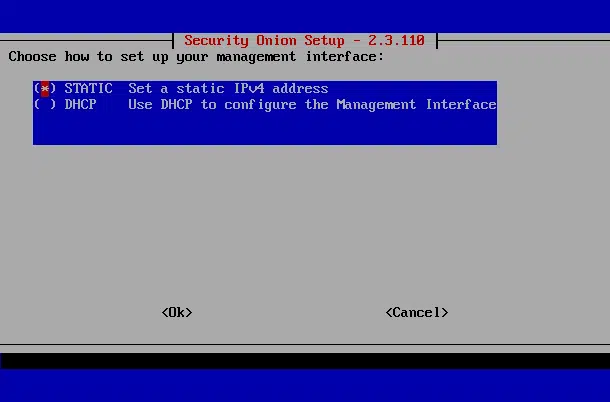 Security Onion Setup - 2.3.110
Choose how to set up your management interface:
(*) STATIC  Set a static IPv4 address
( ) DHCP    Use DHCP to configure the Management Interface
<Ok> <Cancel>